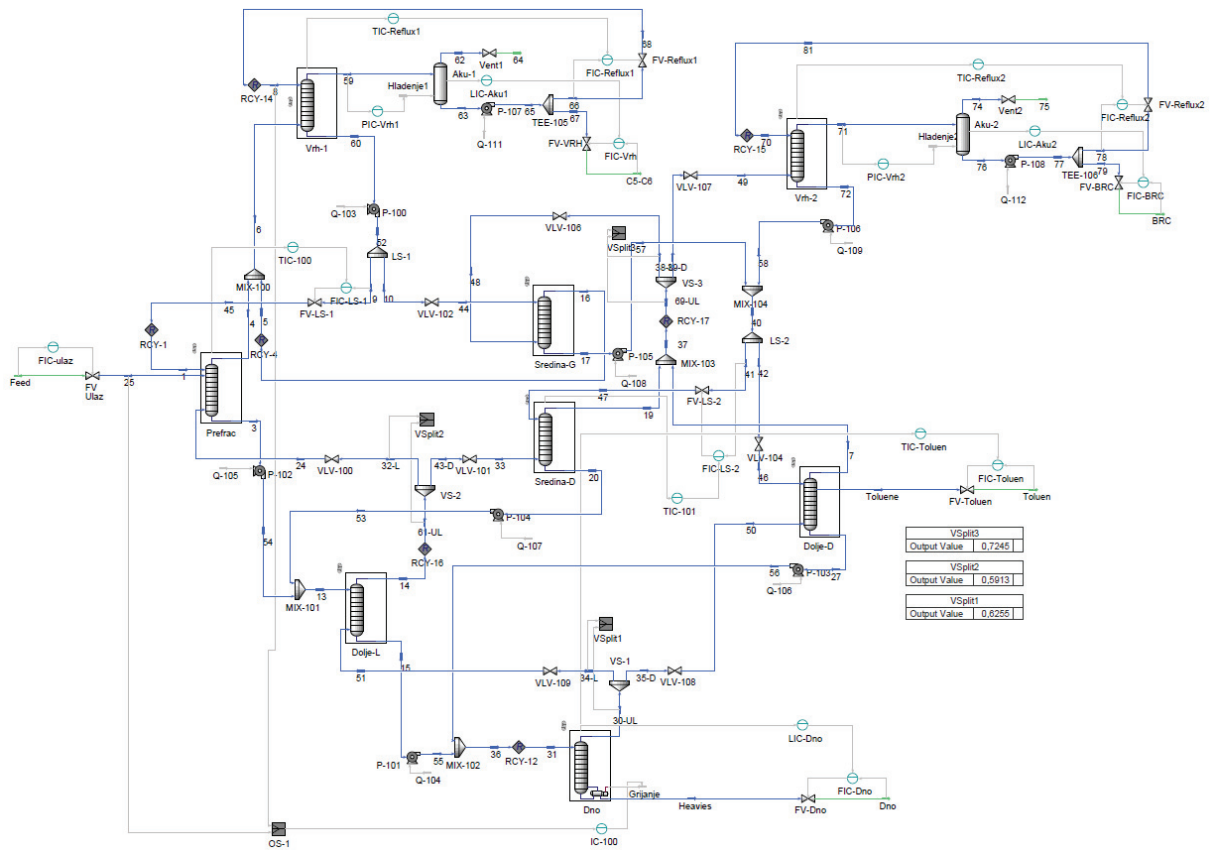 TIC-Reflux1
68
62
64
Vent1
FIC-Reflux1
FV-Reflux1
59
Aku-1
Hladenje1
LIC-Aku1
RCY-14
PIC-Vrh1
63
P-107
65
66
67
TEE-105
Q-111
Vrh-1
60
FV-VRH
FIC-Vrh
C5-C6
81
TIC-Reflux2
74
75
Vent2
FIC-Reflux2
FV-Reflux2
71
Aku-2
Hladenje2
LIC-Aku2
70
RCY-15
PIC-Vrh2
76
P-108
77
78
79
TEE-106
FV-BRC
FIC-BRC
BRC
Q-112
VLV-107
49
Vrh-2
72
Q-103
P-100
6
52
VLV-106
VSplit3
57
P-106
Q-109
TIC-100
LS-1
58
MIX-100
38-L
39-D
VS-3
48
16
69-UL
MIX-104
45
4
5
FIC-LS-1
9
10
FV-LS-1
VLV-102
44
40
RCY-17
RCY-1
RCY-4
37
LS-2
17
P-105
Sredina-G
Q-108
MIX-103
41
42
FIC-ulaz
Feed
FV
Ulaz
25
1
47
FV-LS-2
3
Prefrac
VSplit2
19
7
VLV-104
TIC-Toluen
Q-105
P-102
24
VLV-100
32-L
43-D
VLV-101
33
20
Sredina-D
FIC-LS-2
46
FIC-Toluen
Toluene
FV-Toluen
Toluen
VS-2
TIC-101
53
P-104
Q-107
61-UL
50
54
RCY-16
Dolje-D
VSplit3
Output Value 0,7245
VSplit2
Output Value 0,5913
VSplit1
Output Value 0,6255
14
56
P-103
27
Q-106
MIX-101
13
Dolje-L
15
VSplit1
VS-1
51
VLV-109
34-L
35-D
VLV-108
30-UL
LIC-Dno
P-101
55
MIX-102
36
RCY-12
31
Q-104
Grijanje
FIC-Dno
Dno
Heavies
FV-Dno
Dno
OS-1
IC-100